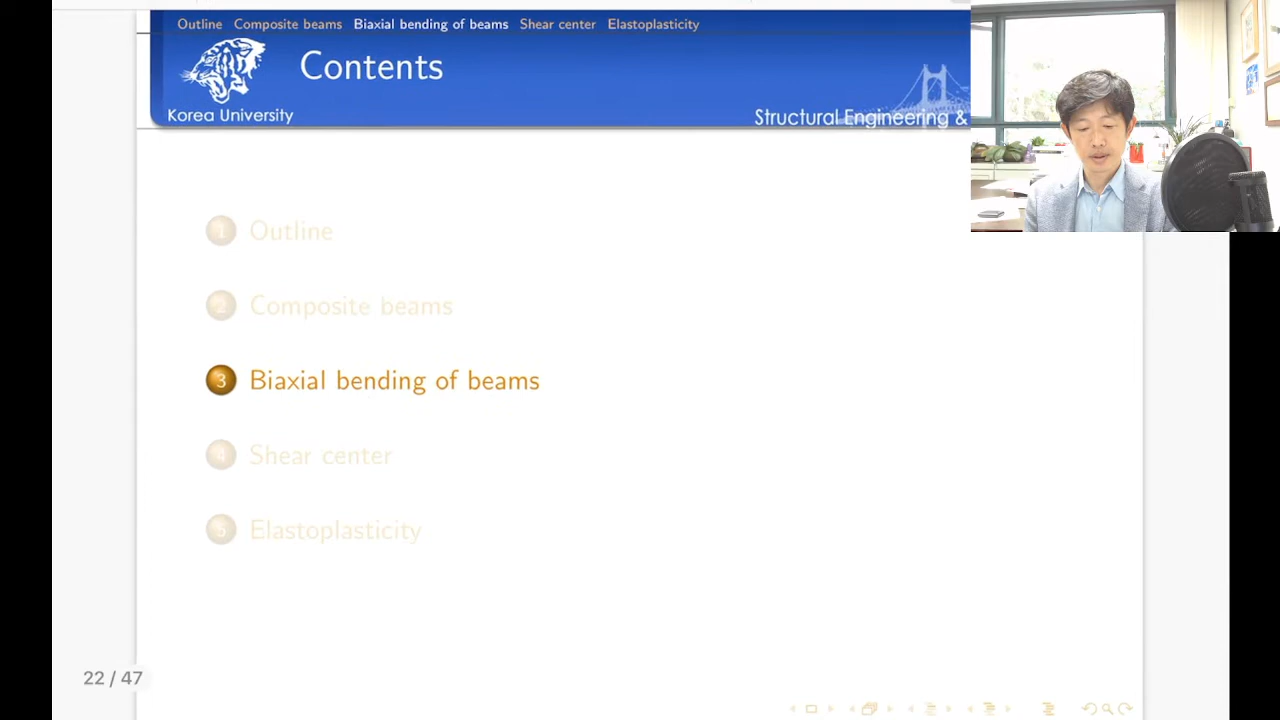 Outline Composite beams Biaxial bending of beams Shear center Elastoplasticity
Contents
Korea University
Structural Engineering &
1 Outline
2 Composite beams
3 Biaxial bending of beams
4 Shear center
5 Elastoplasticity
22 / 47